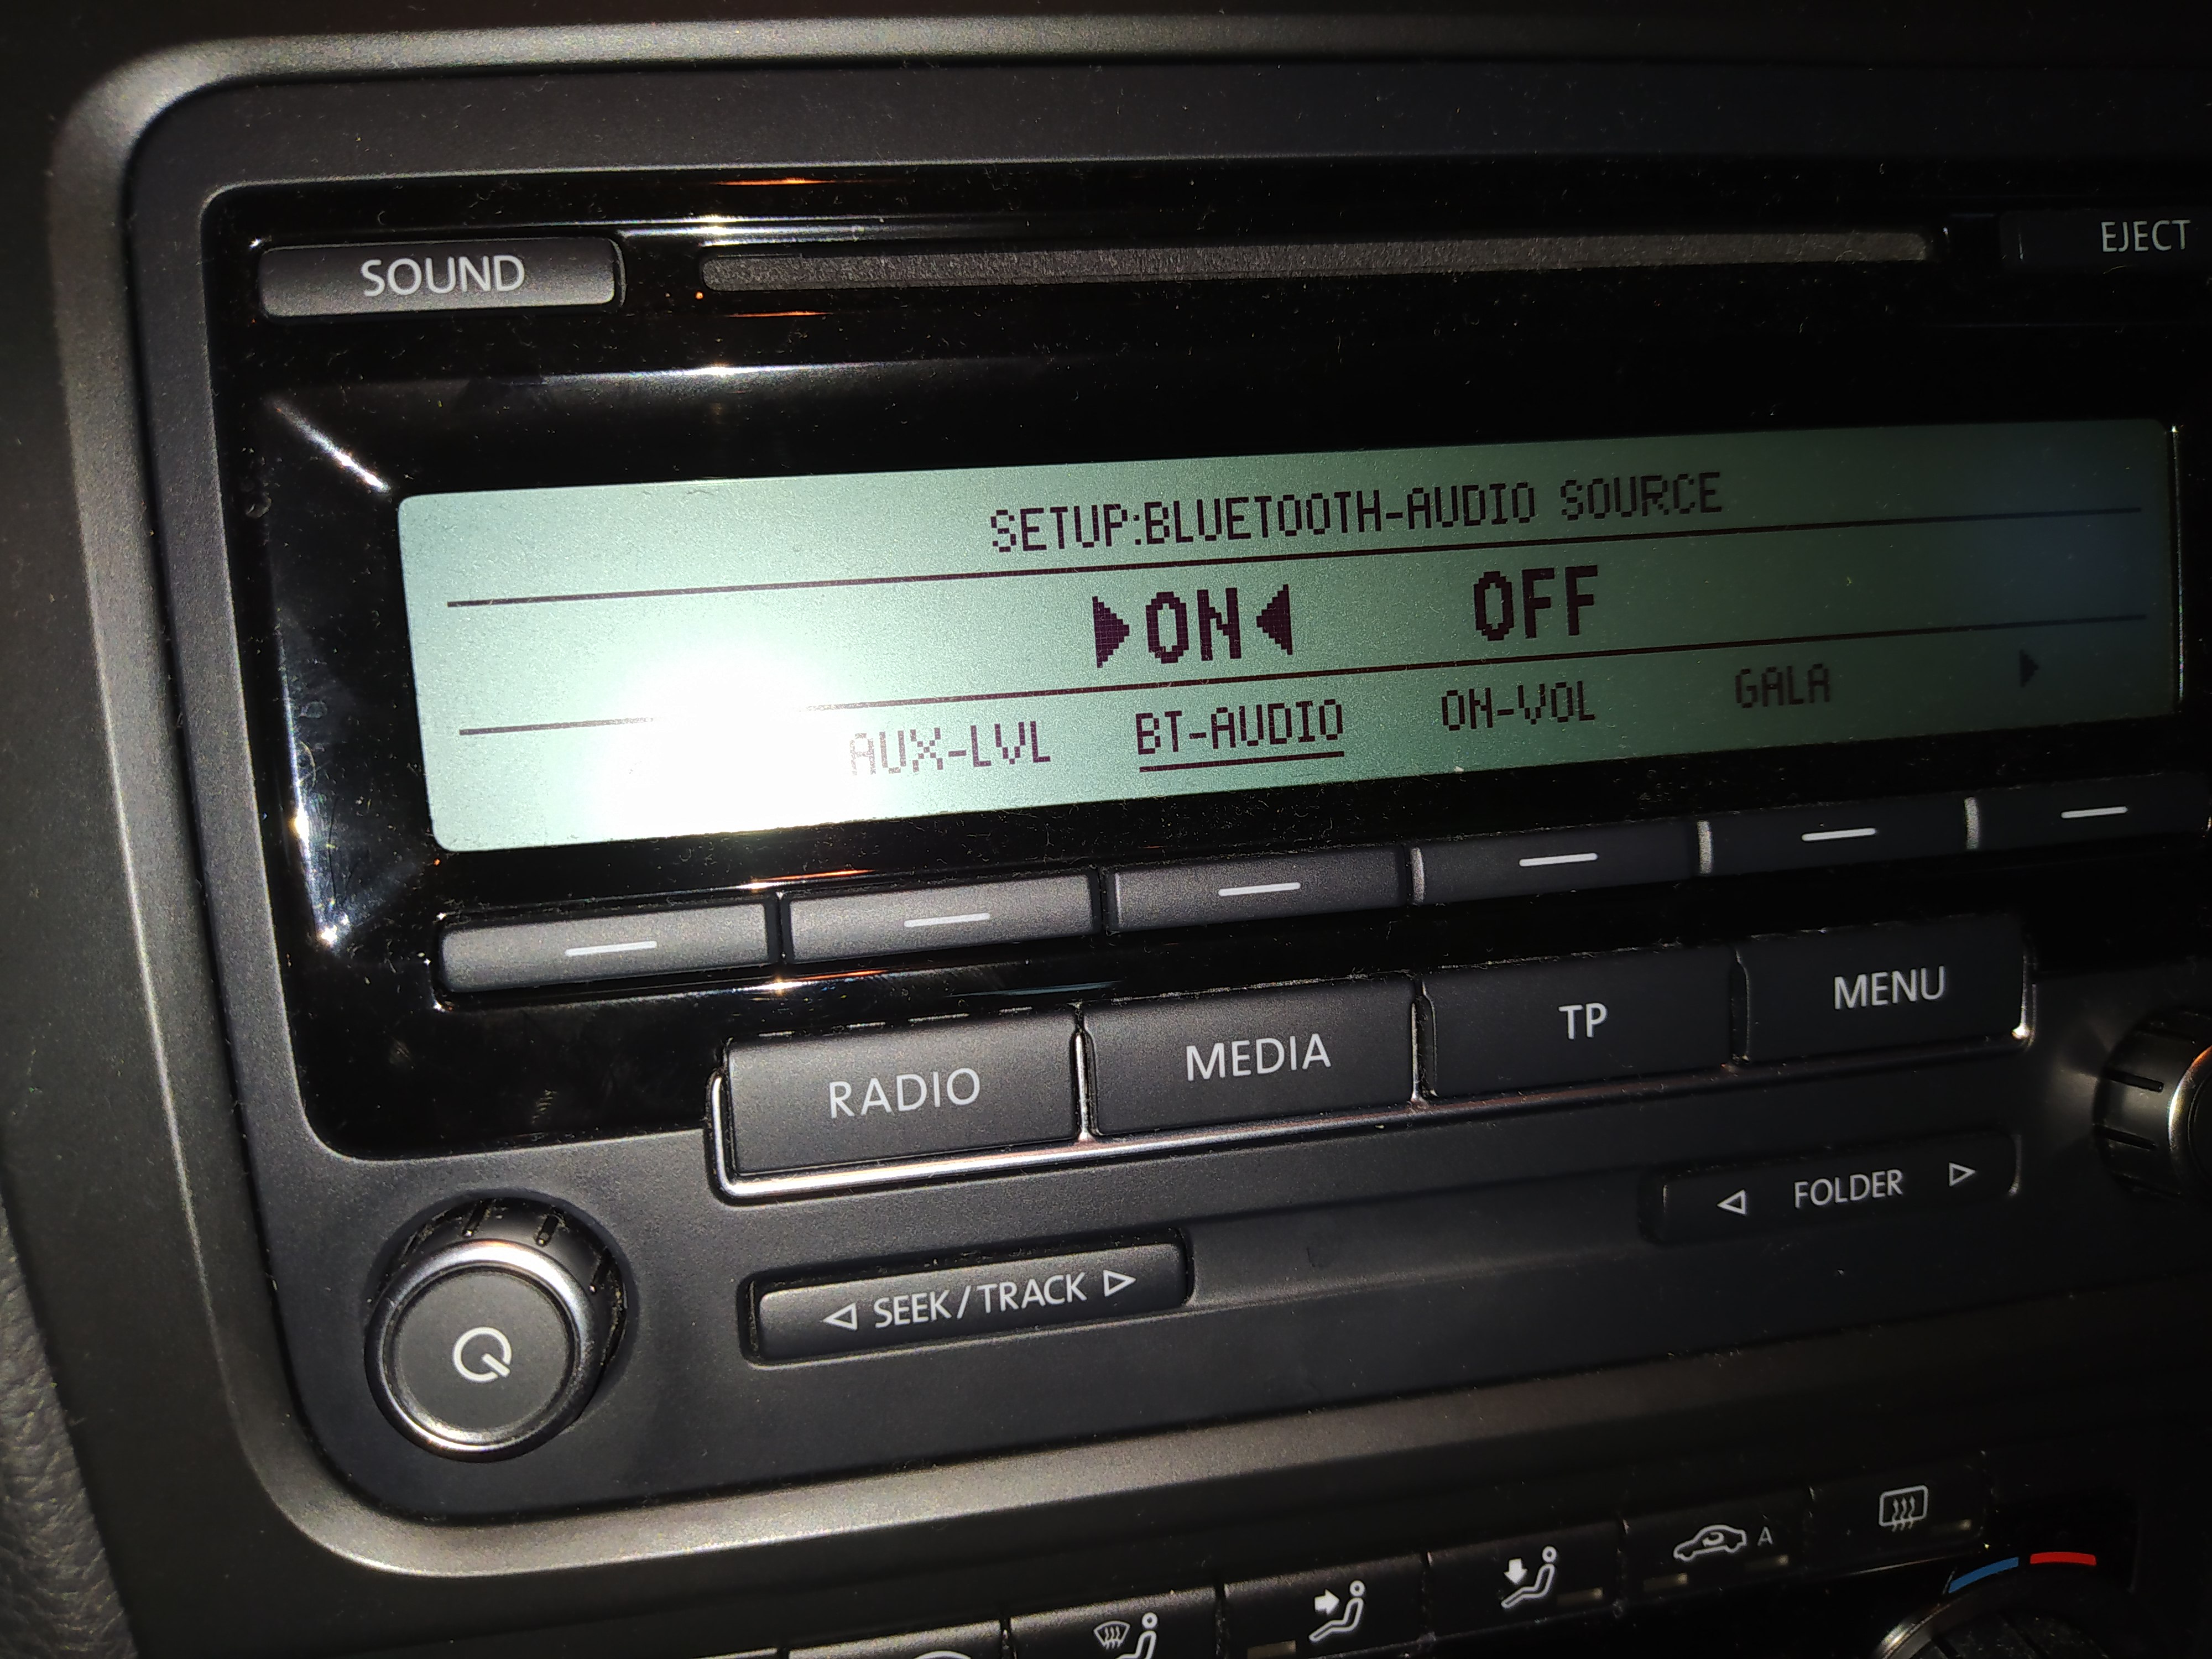 SOUND
EJECT
SETUP:BLUETOOTH-AUDIO SOURCE
ON OFF
AUX-LVL BT-AUDIO ON-VOL GALA
RADIO MEDIA TP MENU
FOLDER
SEEK/TRACK
A